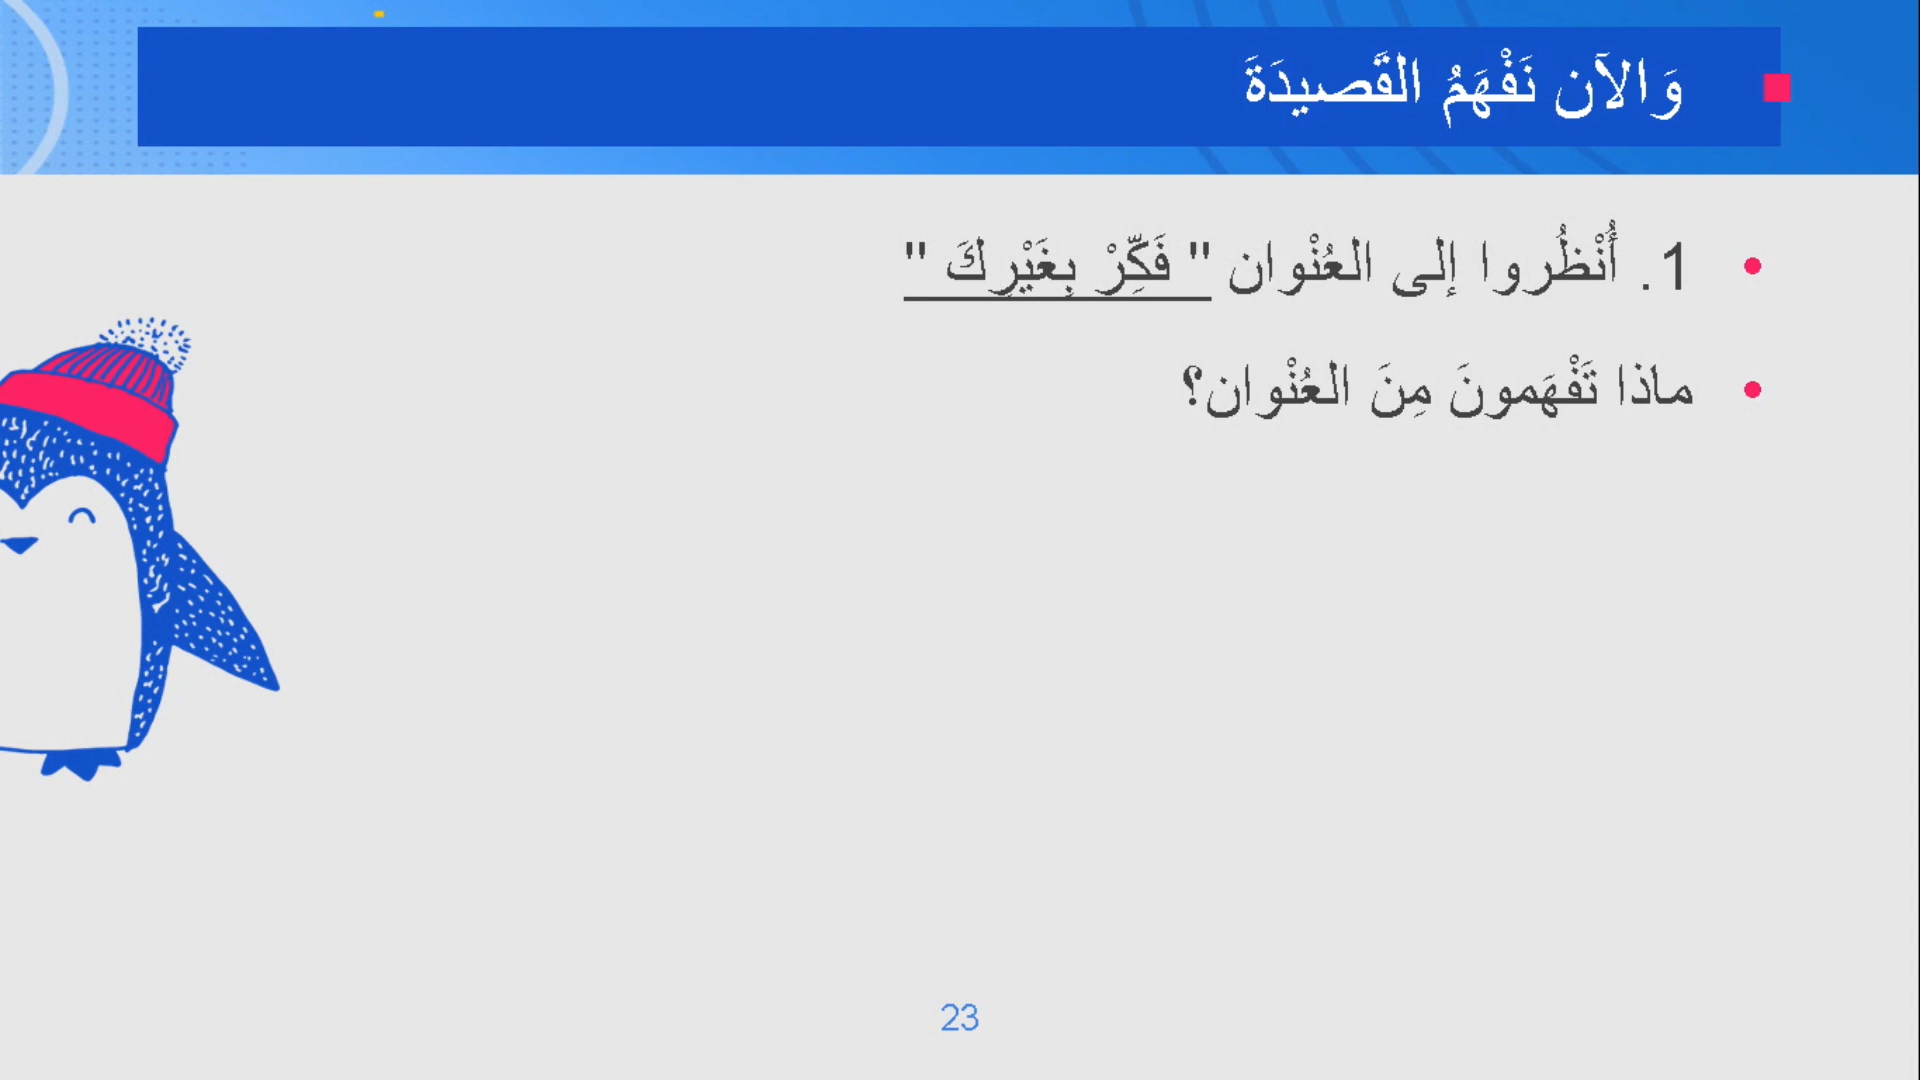 وَالآن نَفْهَمُ القَصيدَةَ
1. أُنْظُروا إلى العُنْوان " فَكِّرْ بِغَيْرِكَ "
ماذا تَفْهَمونَ مِنَ العُنْوان؟
23